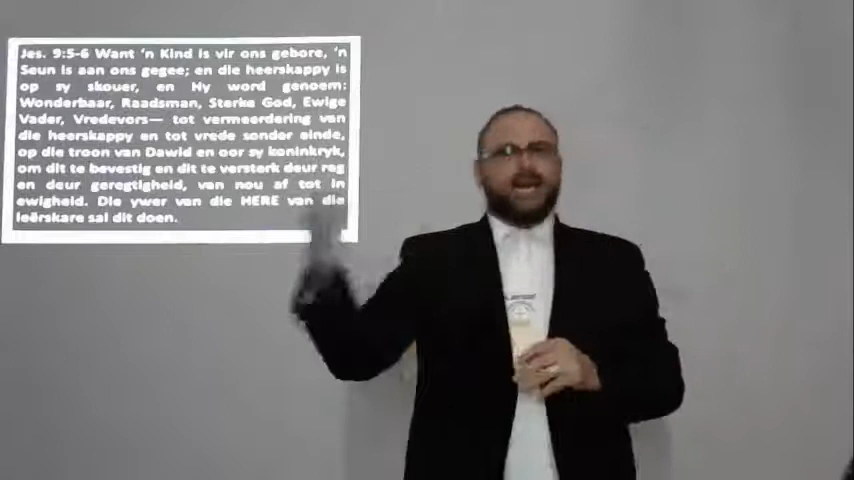 Jes. 9:5-6 Want 'n Kind is vir ons gebore, 'n
Seun is aan ons gegee; en die heerskappy is
op sy skouer, en Hy word genoem:
Wonderbaar, Raadsman, Sterke God, Ewige
Vader, Vredevors— tot vermeerdering van
die heerskappy en tot vrede sonder einde,
op die troon van Dawid en oor sy koninkryk,
om dit te bevestig en dit te versterk deur reg
en deur geregtigheid, van nou af tot in
ewigheid. Die ywer van die HERE van die
leërskare sal dit doen.